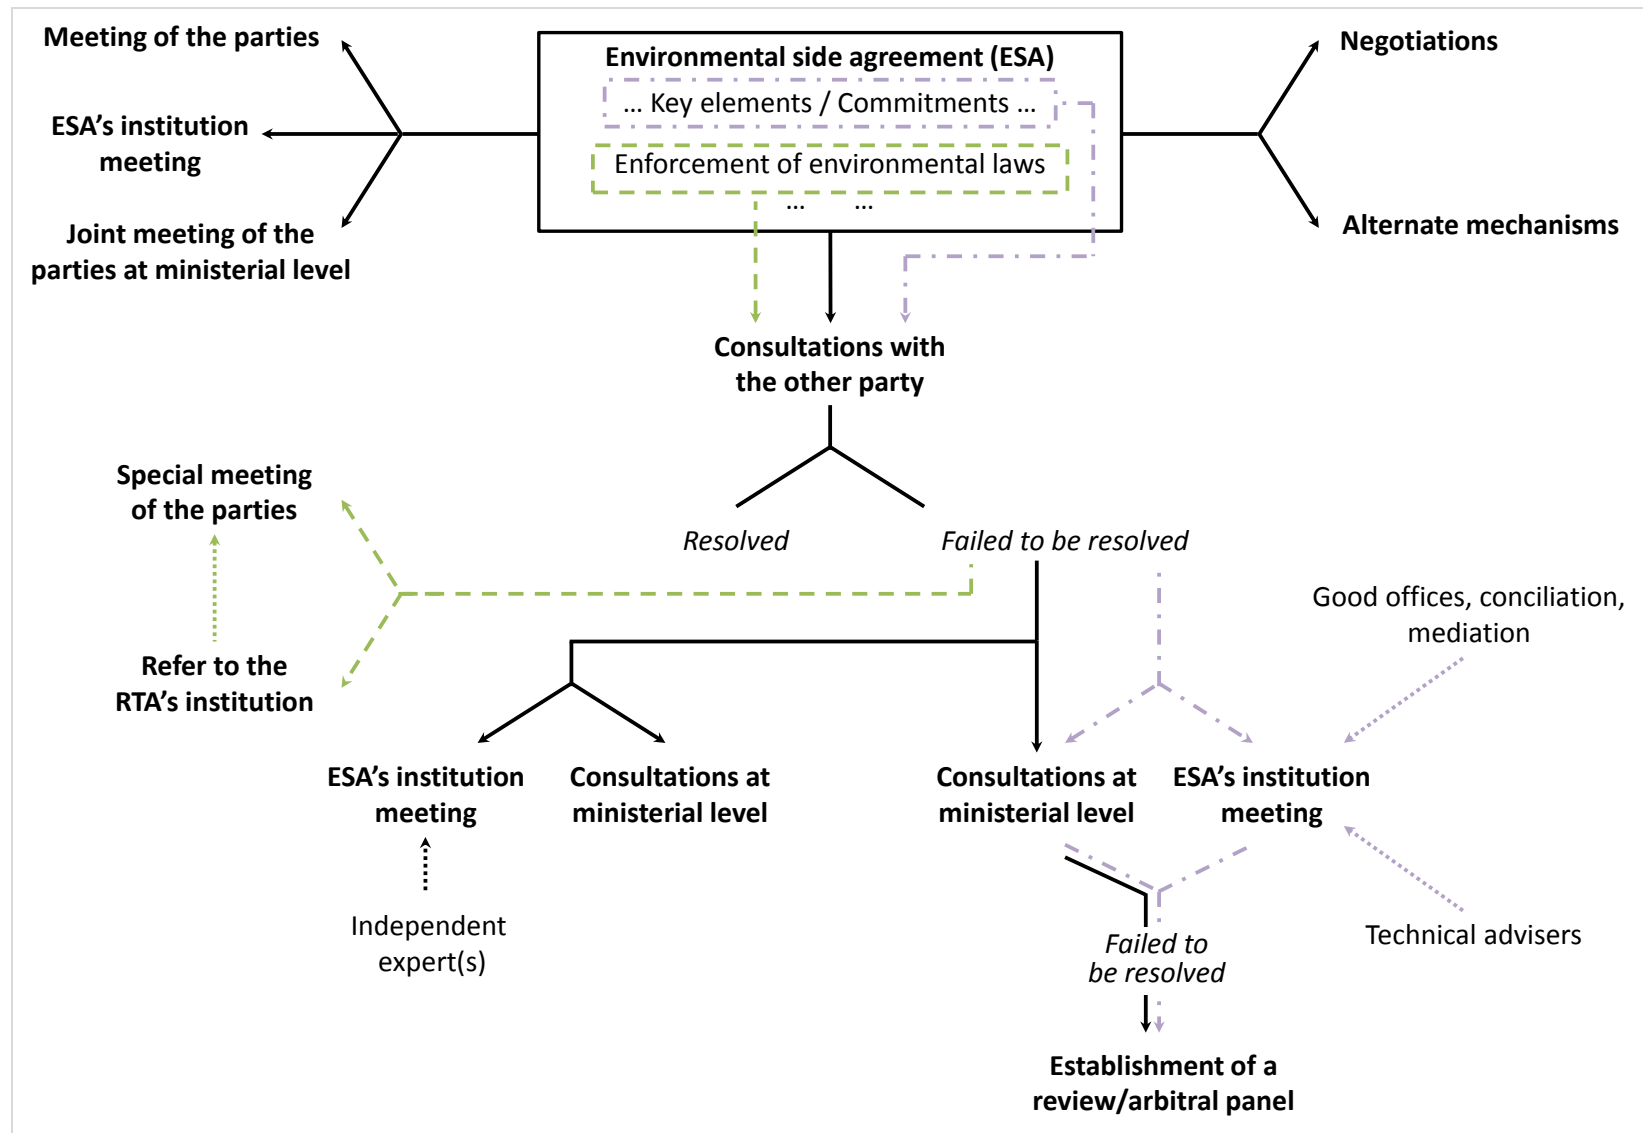 Meeting of the parties
Environmental side agreement (ESA)
Negotiations
... Key elements / Commitments ...
ESA's institution
meeting
Enforcement of environmental laws
... ...
Joint meeting of the
parties at ministerial level
Alternate mechanisms
Consultations with
the other party
Special meeting
of the parties
Resolved
Failed to be resolved
Good offices, conciliation,
mediation
Refer to the
RTA's institution
ESA's institution
meeting
Consultations at
ministerial level
Consultations at
ministerial level
ESA's institution
meeting
Independent
expert(s)
Failed to
be resolved
Technical advisers
Establishment of a
review/arbitral panel